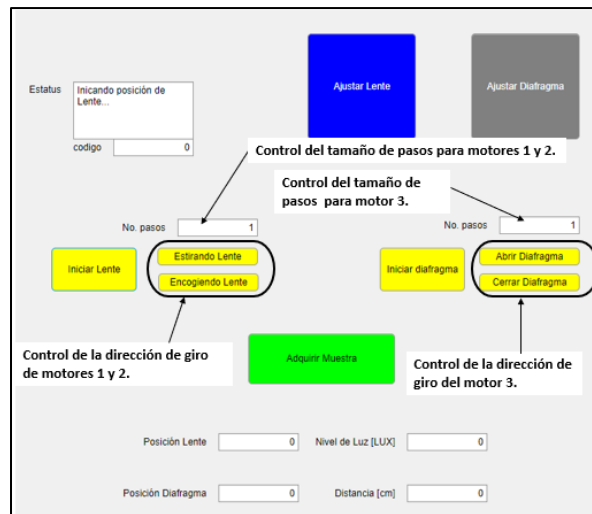 Ajustar Lente
Ajustar Diafragma
Estatus
Inicando posición de
Lente...
codigo
0
Control del tamaño de pasos para motores 1 y 2.
Control del tamaño de
pasos para motor 3.
No. pasos
1
No. pasos
1
Iniciar Lente
Estirando Lente
Encogiendo Lente
Iniciar diafragma
Abrir Diafragma
Cerrar Diafragma
Control de la dirección de giro
de motores 1 y 2.
Adquirir Muestra
Control de la dirección de
giro del motor 3.
Posición Lente
0
Nivel de Luz [LUX]
0
Posición Diafragma
0
Distancia [cm]
0